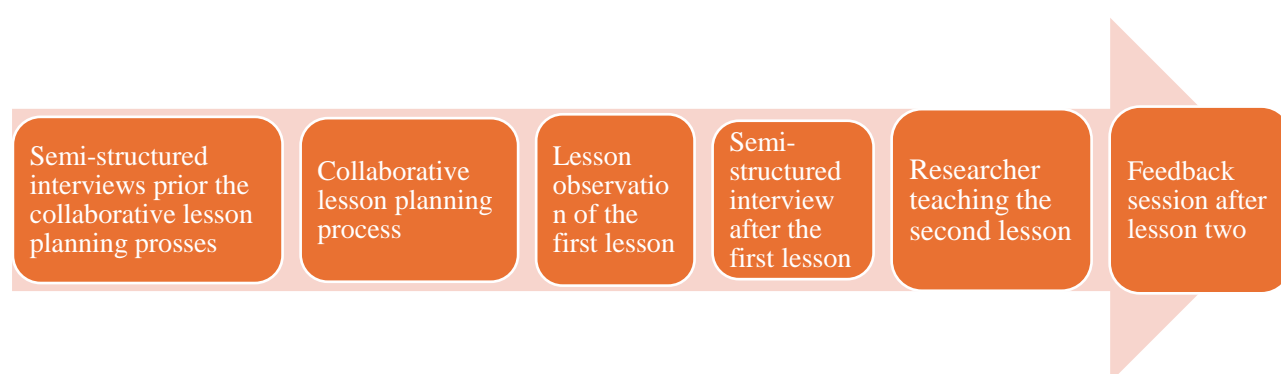 Semi-structured
interviews prior the
collaborative lesson
planning prosses
Collaborative
lesson planning
process
Lesson
observatio
n of the
first lesson
Semi-
structured
interview
after the
first lesson
Researcher
teaching the
second lesson
Feedback
session after
lesson two